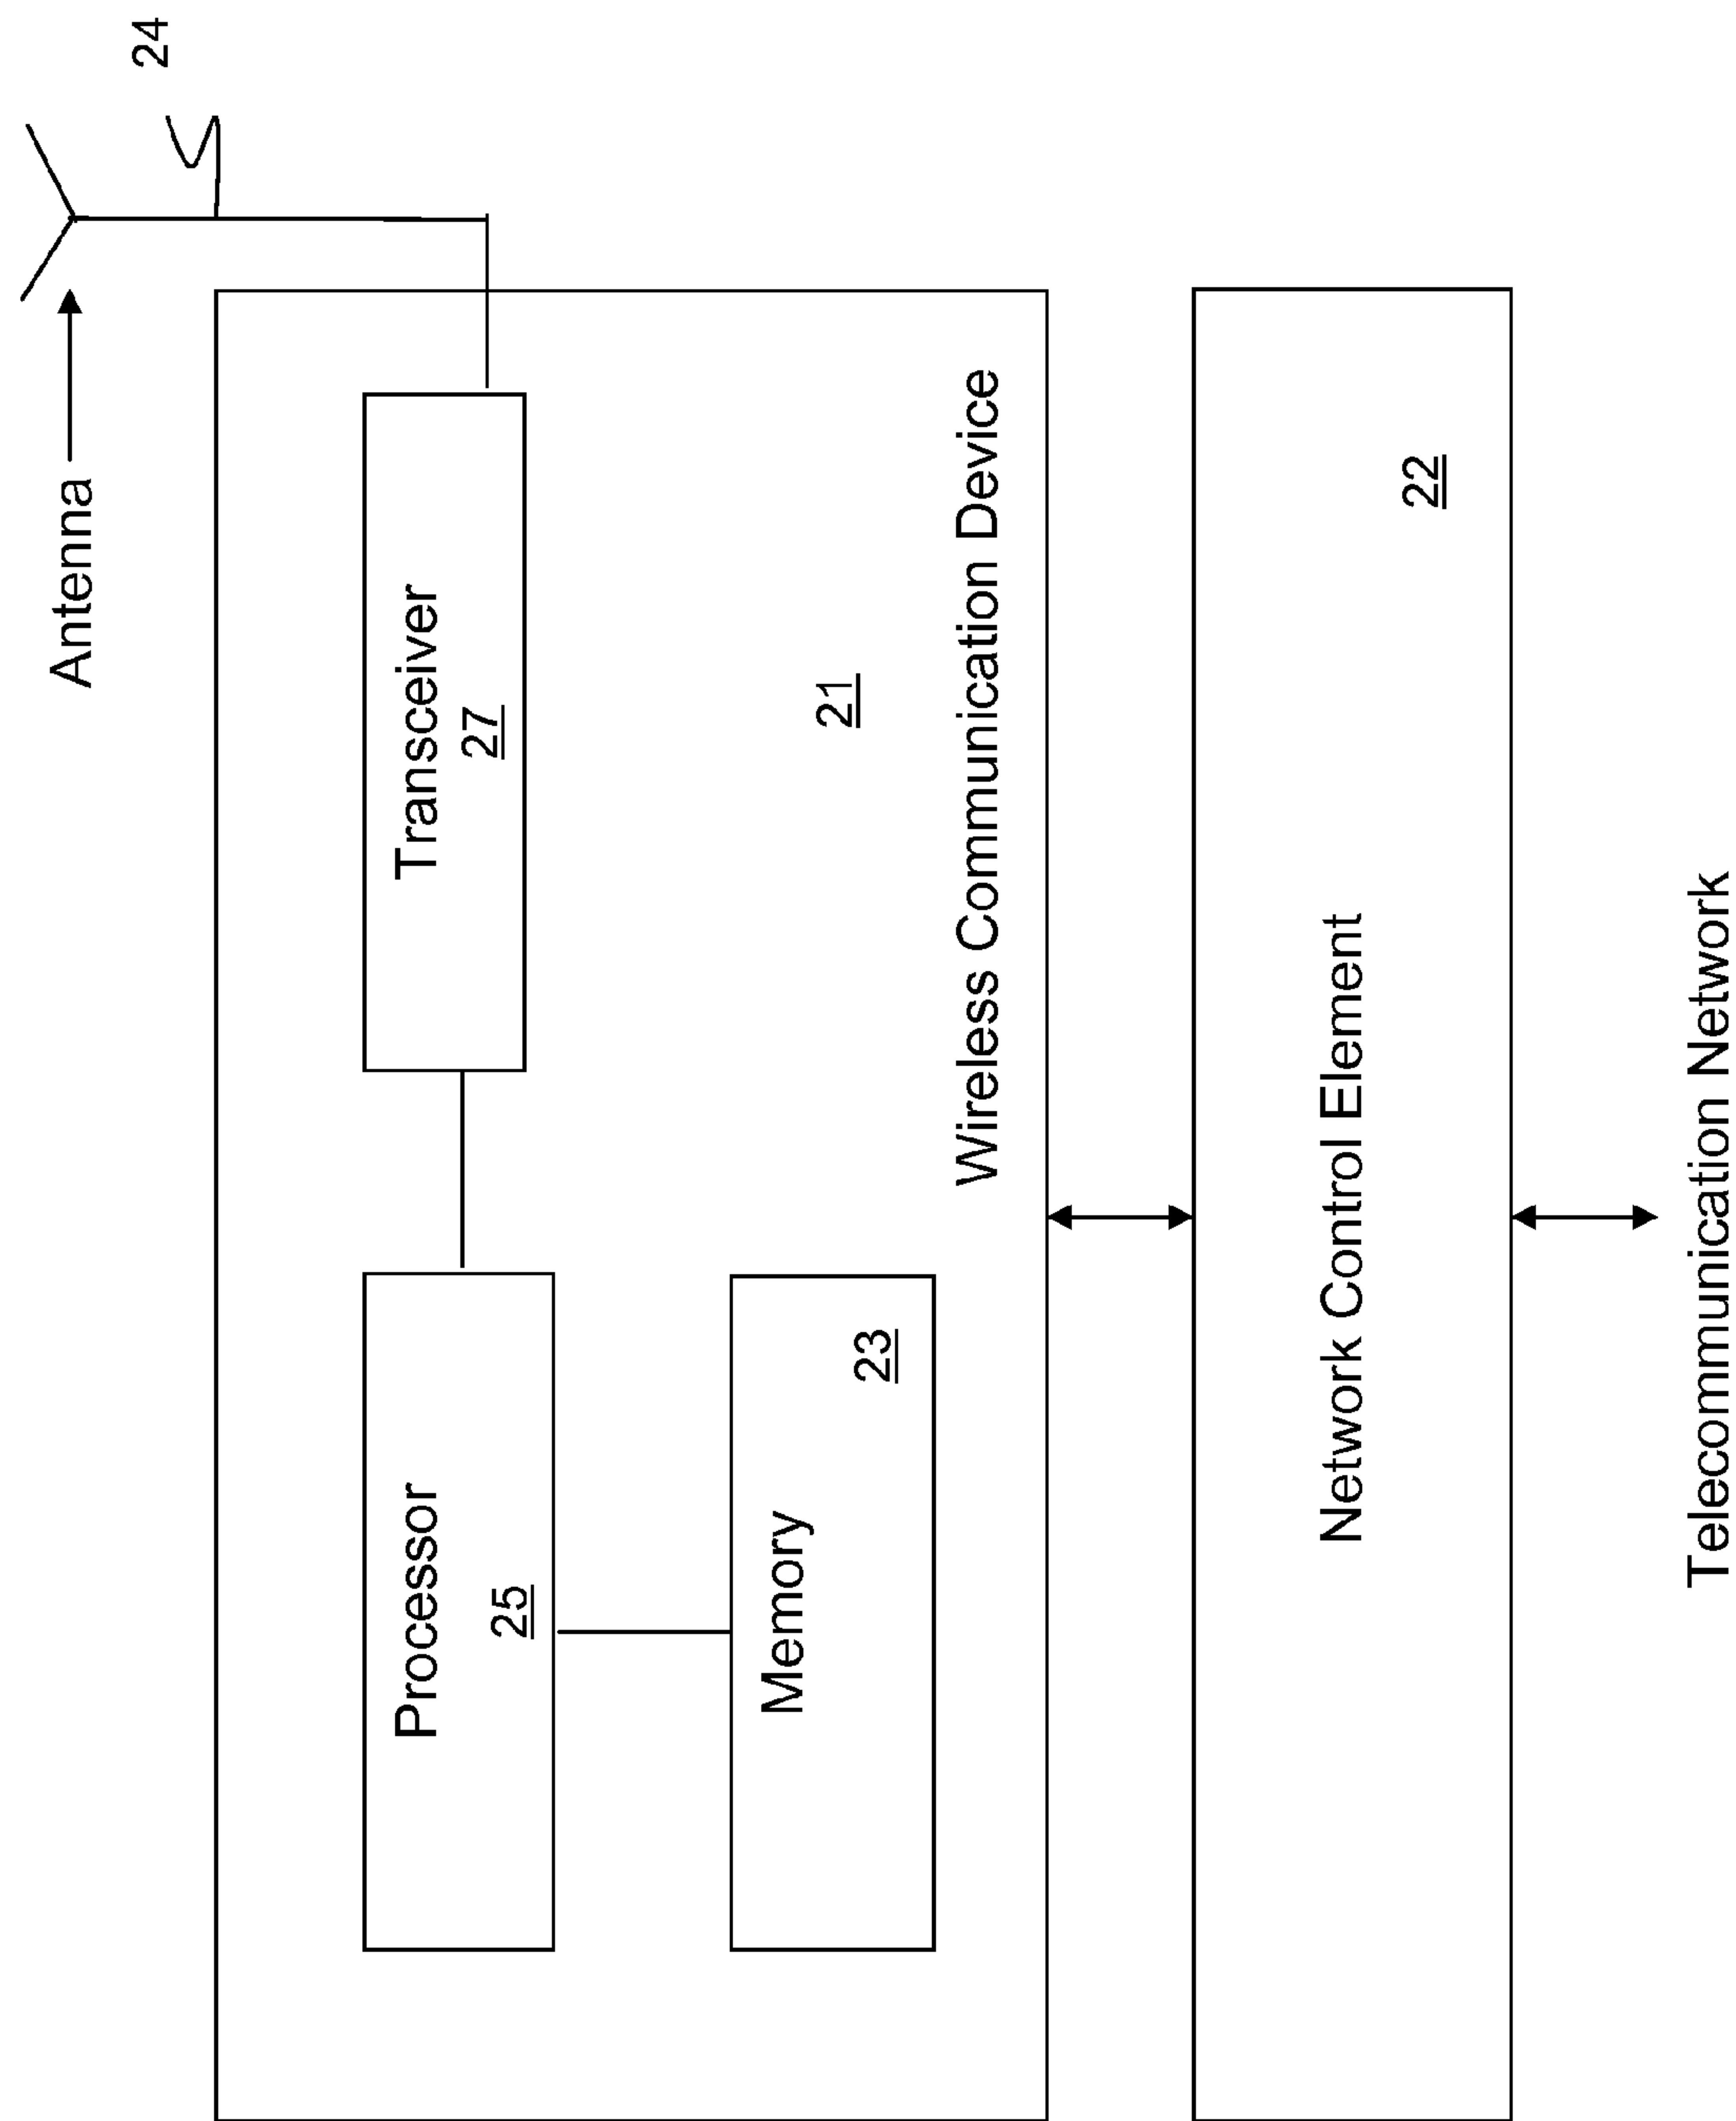 Antenna
24
Processor
25
Transceiver
27
Memory
23
21
Wireless Communication Device
Network Control Element
22
Telecommunication Network